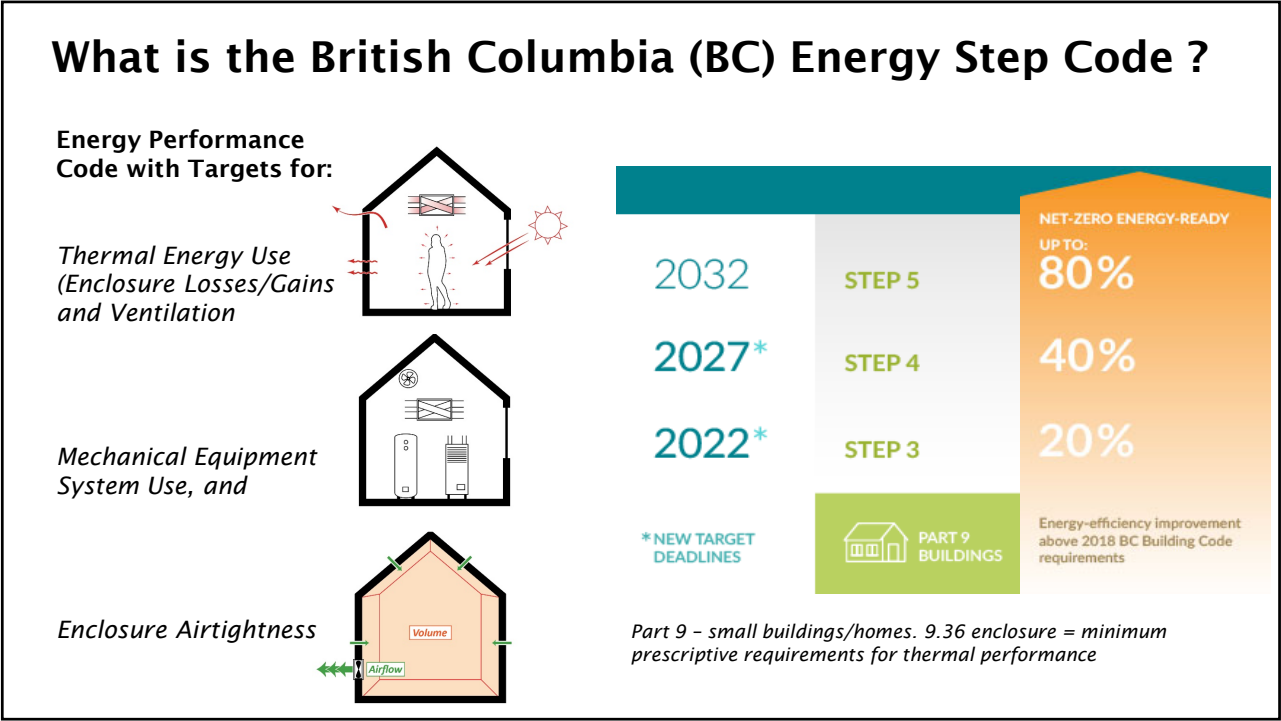 What is the British Columbia (BC) Energy Step Code ?
Energy Performance
Code with Targets for:
Thermal Energy Use
(Enclosure Losses/Gains
and Ventilation
Mechanical Equipment
System Use, and
Enclosure Airtightness
Volume
Airflow
NET-ZERO ENERGY-READY
UP TO:
2032 STEP 5 80%
2027* STEP 4 40%
2022* STEP 3 20%
*NEW TARGET
DEADLINES
PART 9
BUILDINGS
Energy-efficiency improvement
above 2018 BC Building Code
requirements
Part 9 – small buildings/homes. 9.36 enclosure = minimum
prescriptive requirements for thermal performance